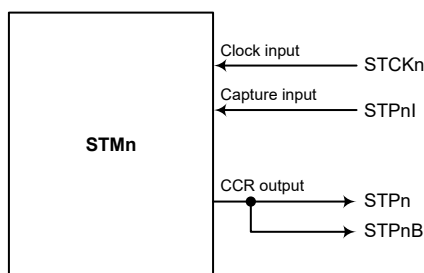 Clock input
STCKn
Capture input
STPnI
STMn
CCR output
STPn
STPnB